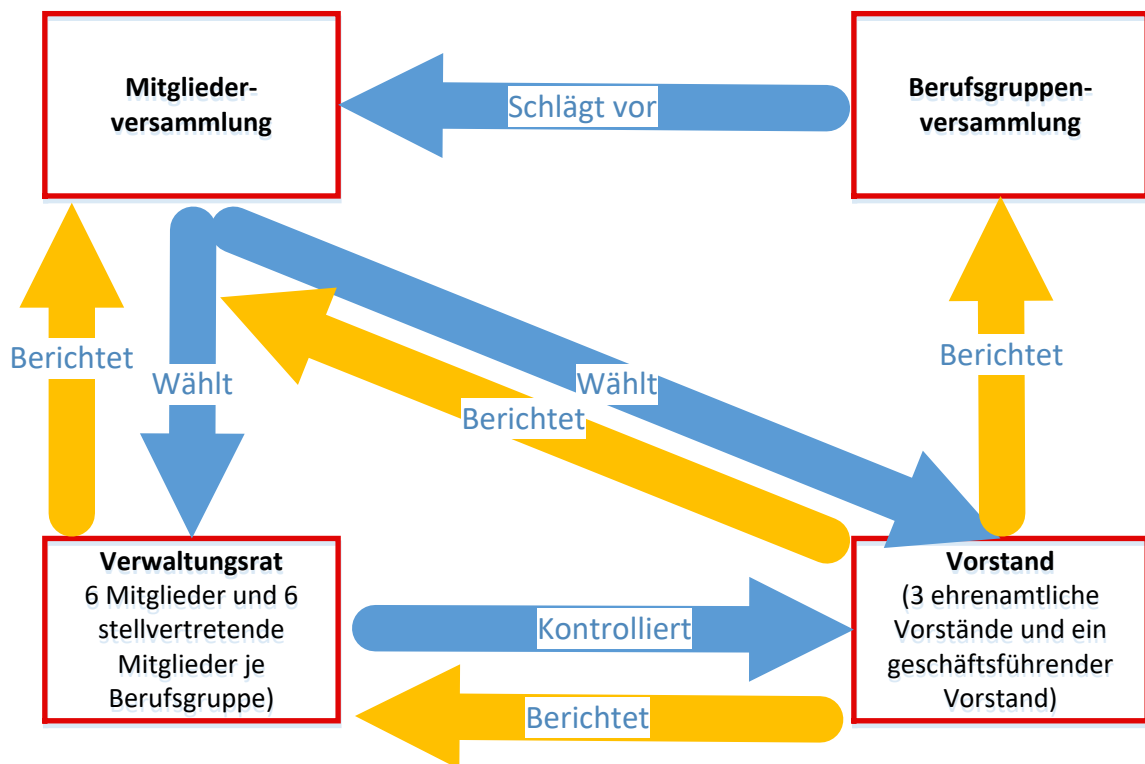 Mitglieder-
versammlung
Schlägt vor
Berufsgruppen-
versammlung
Berichtet
Wählt
Wählt
Berichtet
Berichtet
Verwaltungsrat
6 Mitglieder und 6
stellvertretende
Mitglieder je
Berufsgruppe)
Kontrolliert
Berichtet
Vorstand
(3 ehrenamtliche
Vorstände und ein
geschäftsführender
Vorstand)